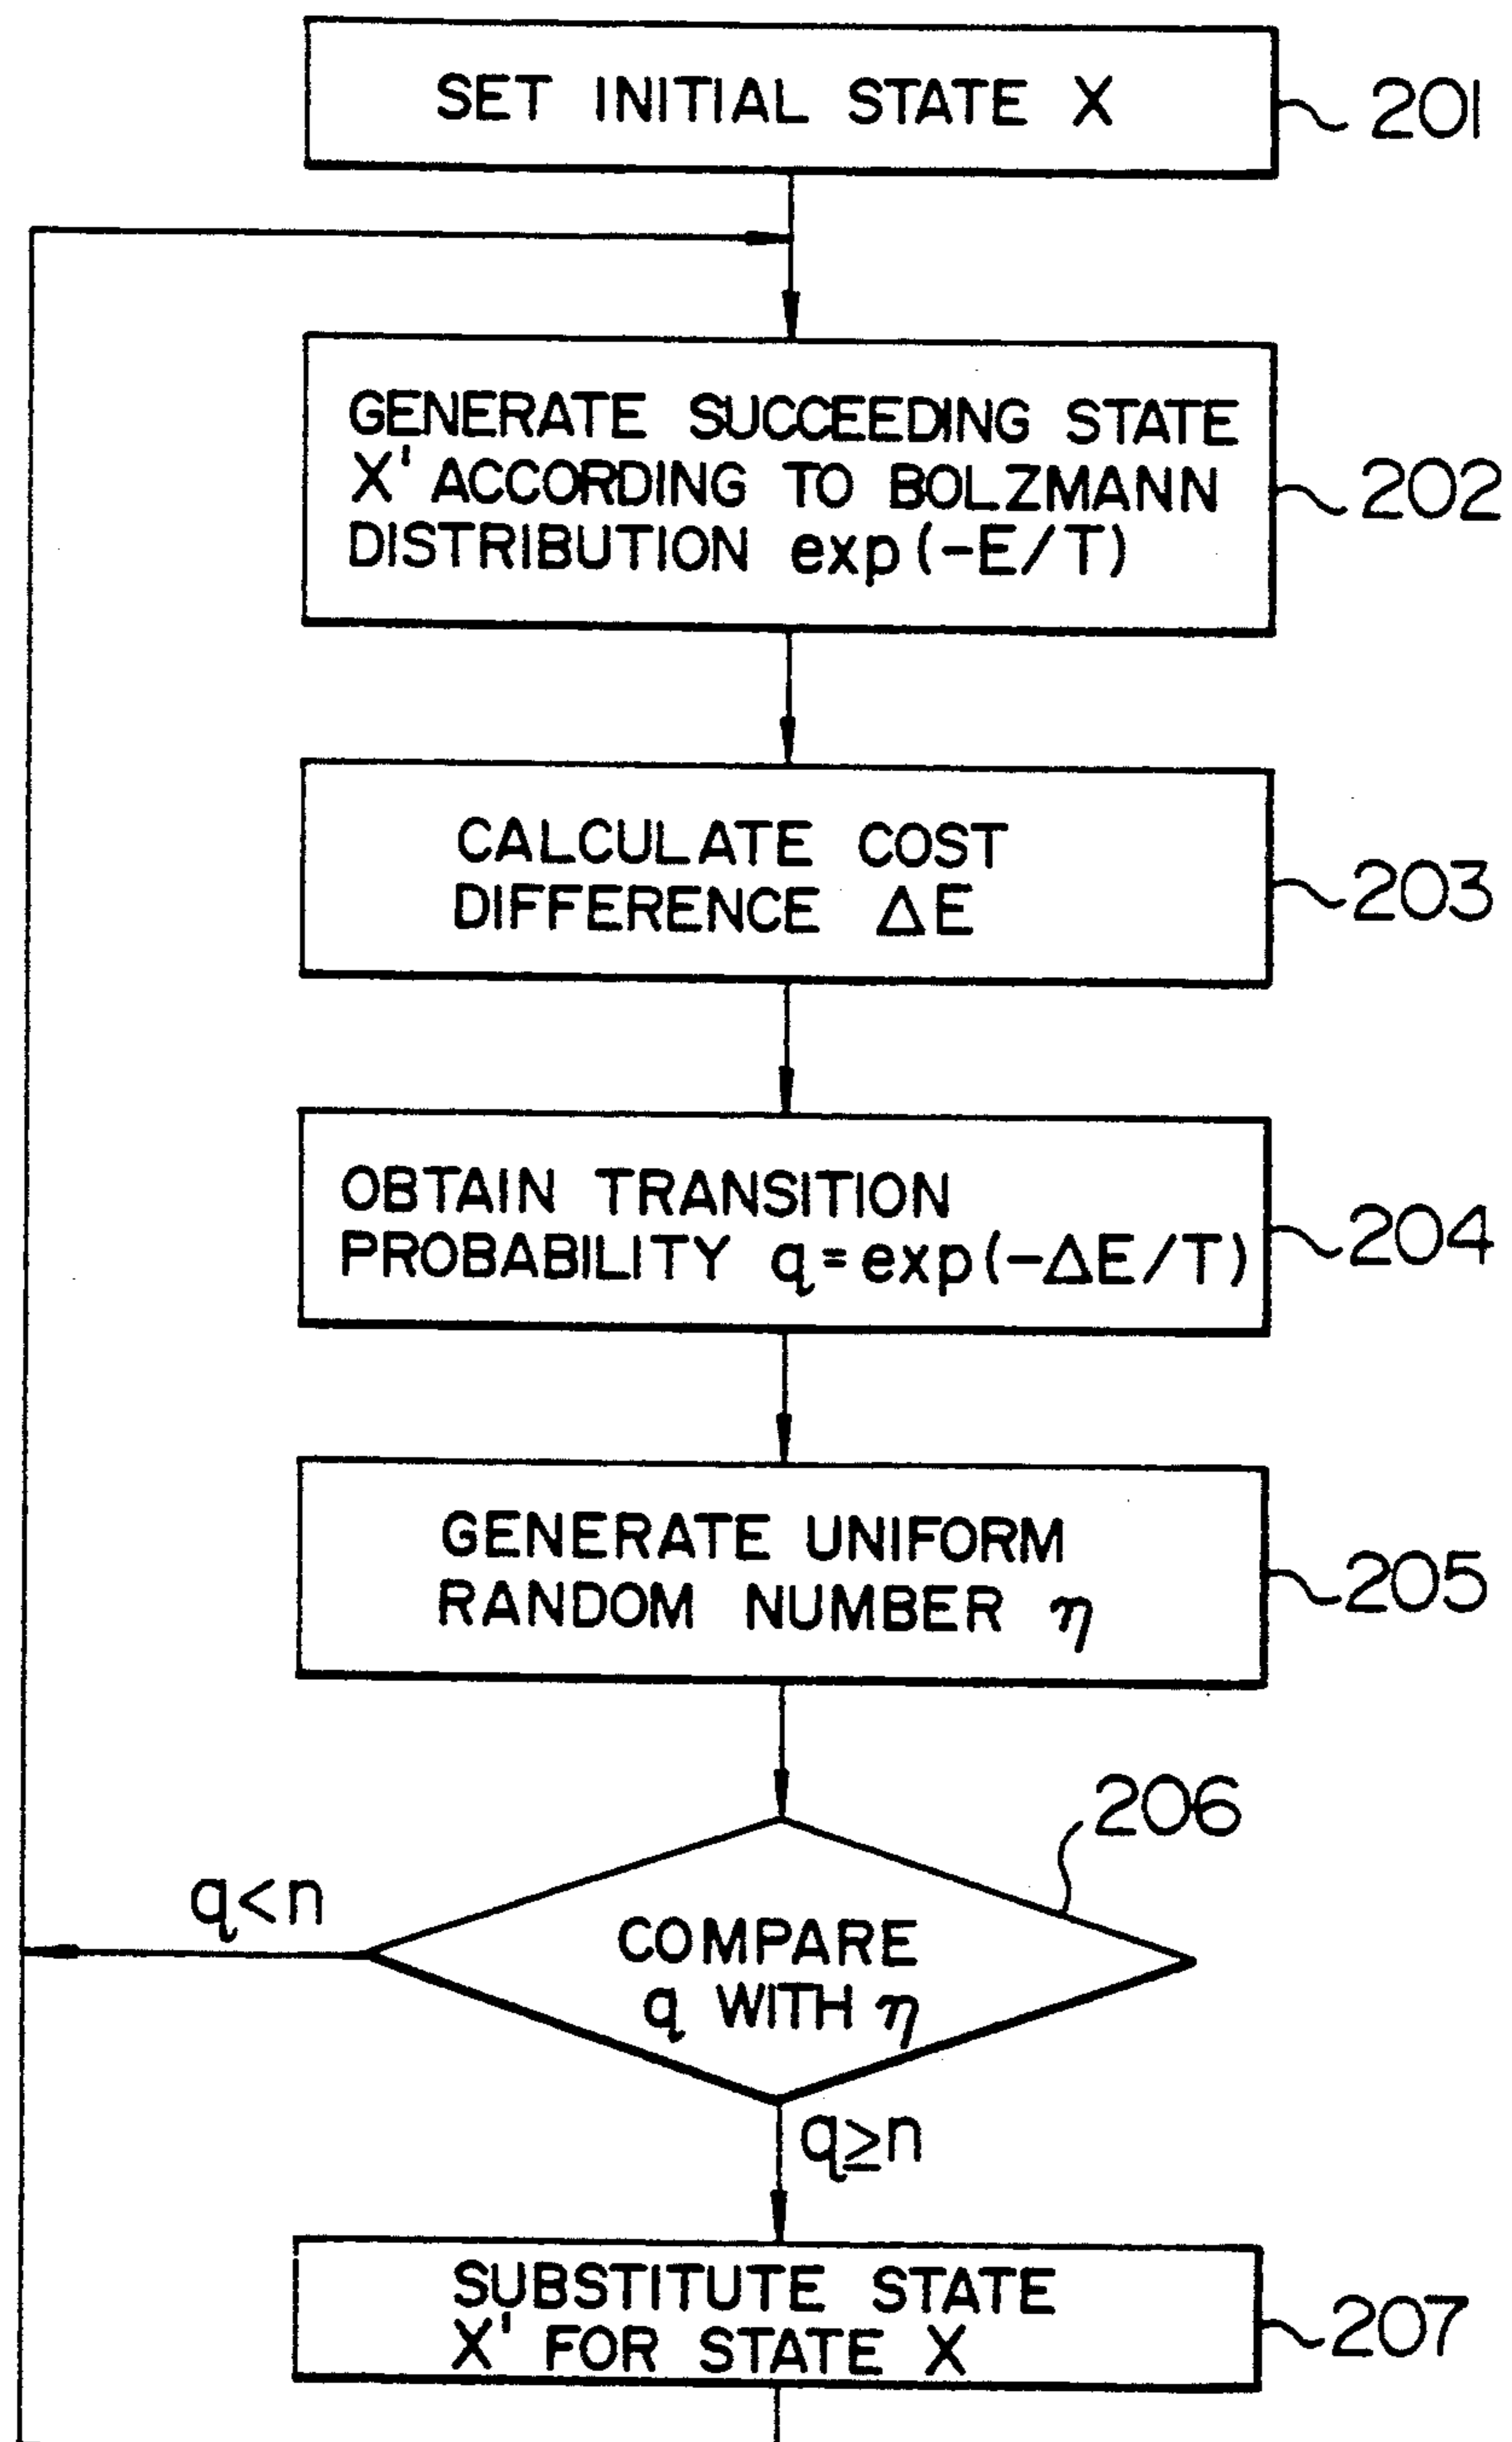 SET INITIAL STATE X
201
GENERATE SUCCEEDING STATE
X' ACCORDING TO BOLZMANN
DISTRIBUTION exp(-E/T)
202
CALCULATE COST
DIFFERENCE ΔE
203
OBTAIN TRANSITION
PROBABILITY q=exp(-ΔE/T)
204
GENERATE UNIFORM
RANDOM NUMBER η
205
206
q<n
COMPARE
q WITH η
q≥n
SUBSTITUTE STATE
X' FOR STATE X
207